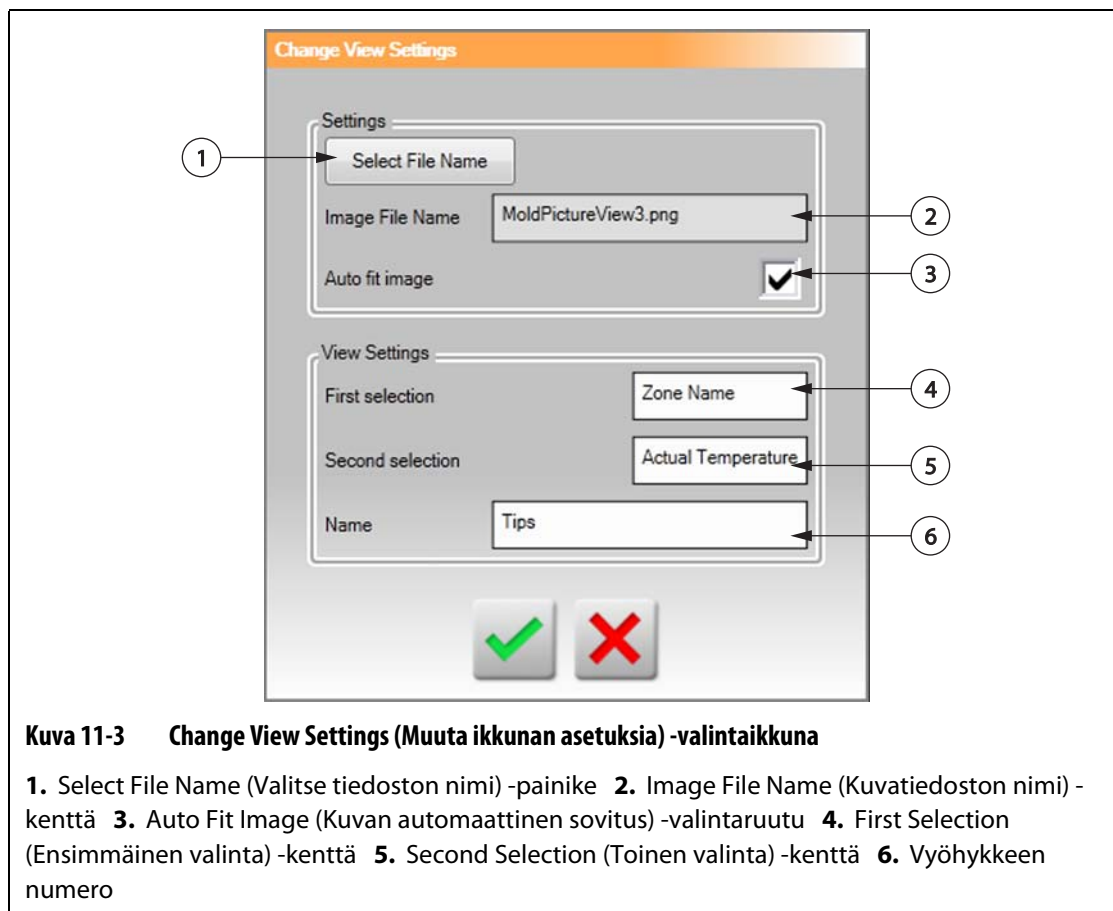 Change View Settings
Settings
1
Select File Name
Image File Name
MoldPictureView3.png
2
Auto fit image
3
View Settings
First selection
Zone Name
4
Second selection
Actual Temperature
5
Name
Tips
6
Kuva 11-3 Change View Settings (Muuta ikkunan asetuksia) -valintaikkuna
1. Select File Name (Valitse tiedoston nimi) -painike 2. Image File Name (Kuvatiedoston nimi) -
kenttä 3. Auto Fit Image (Kuvan automaattinen sovitus) -valintaruutu 4. First Selection
(Ensimmäinen valinta) -kenttä 5. Second Selection (Toinen valinta) -kenttä 6. Vyöhykkeen
numero